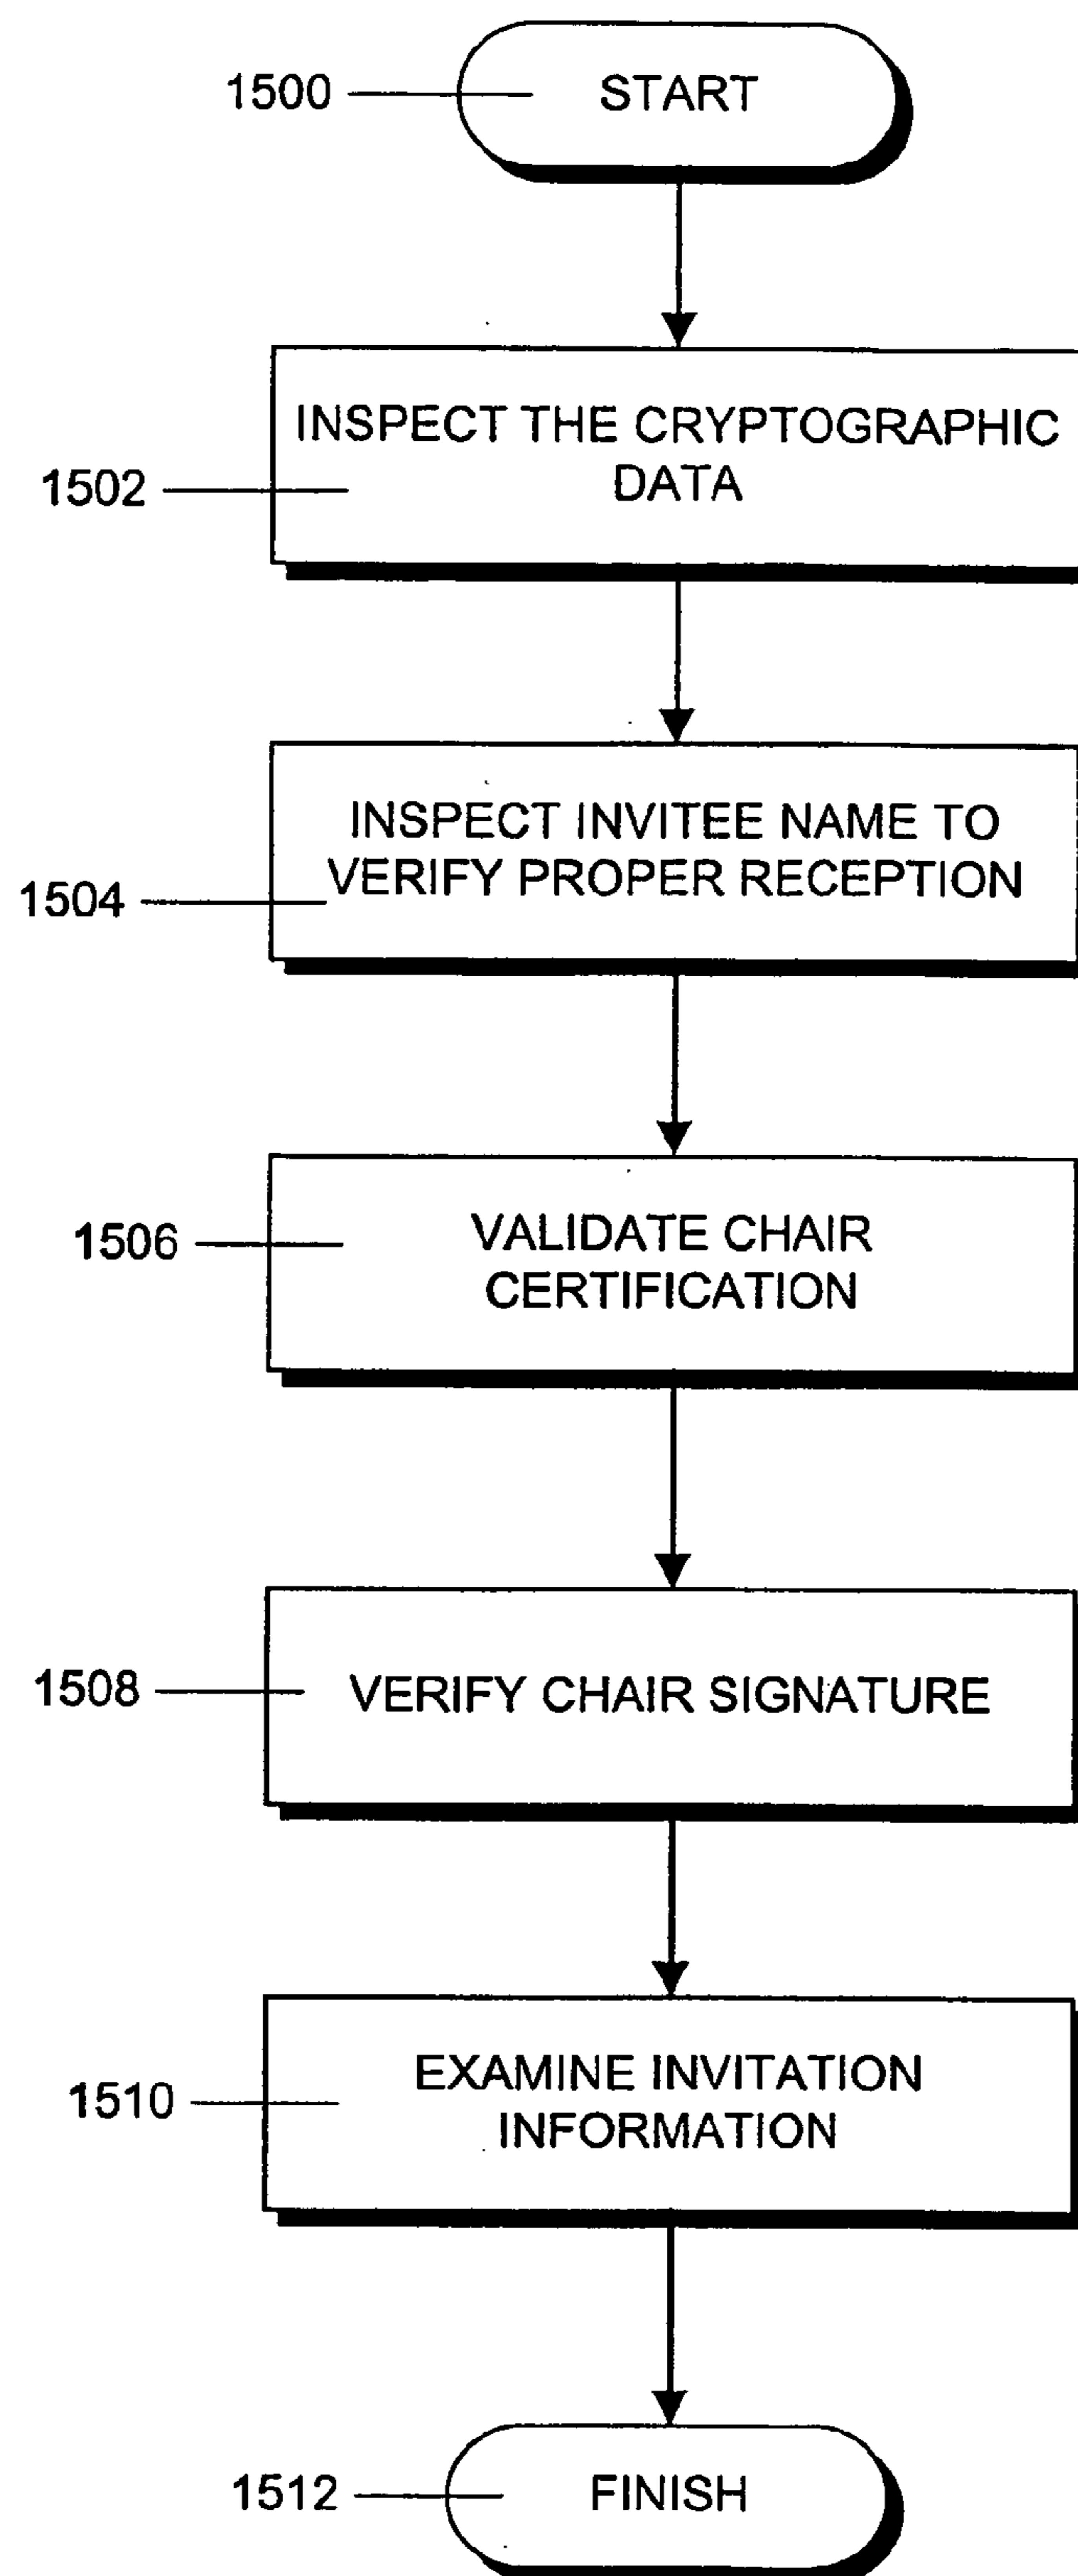 1500
START
INSPECT THE CRYPTOGRAPHIC
DATA
1502
INSPECT INVITEE NAME TO
VERIFY PROPER RECEPTION
1504
VALIDATE CHAIR
CERTIFICATION
1506
VERIFY CHAIR SIGNATURE
1508
EXAMINE INVITATION
INFORMATION
1510
FINISH
1512